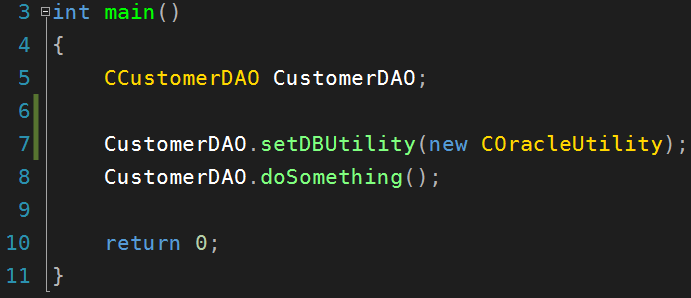 3 int main()
4 {
5     CCustomerDAO CustomerDAO;
6
7     CustomerDAO.setDBUtility(new COracleUtility);
8     CustomerDAO.doSomething();
9
10     return 0;
11 }